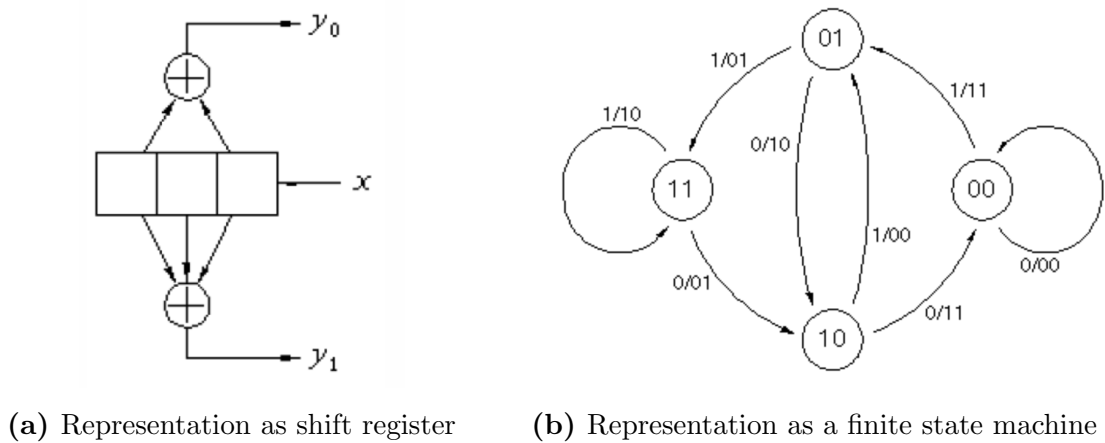 y₀
x
y₁
01
1/01
1/11
1/10
0/10
11
00
1/00
0/01
0/00
0/11
10
(a) Representation as shift register
(b) Representation as a finite state machine